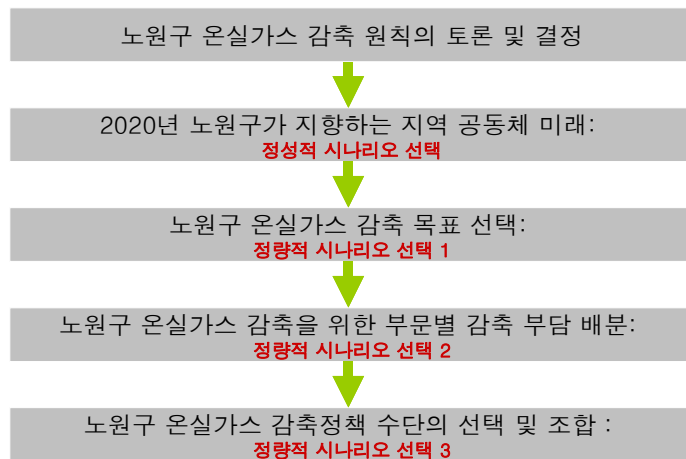 노원구 온실가스 감축 원칙의 토론 및 결정
2020년 노원구가 지향하는 지역 공동체 미래:
정성적 시나리오 선택
노원구 온실가스 감축 목표 선택:
정량적 시나리오 선택 1
노원구 온실가스 감축을 위한 부문별 감축 부담 배분:
정량적 시나리오 선택 2
노원구 온실가스 감축정책 수단의 선택 및 조합 :
정량적 시나리오 선택 3